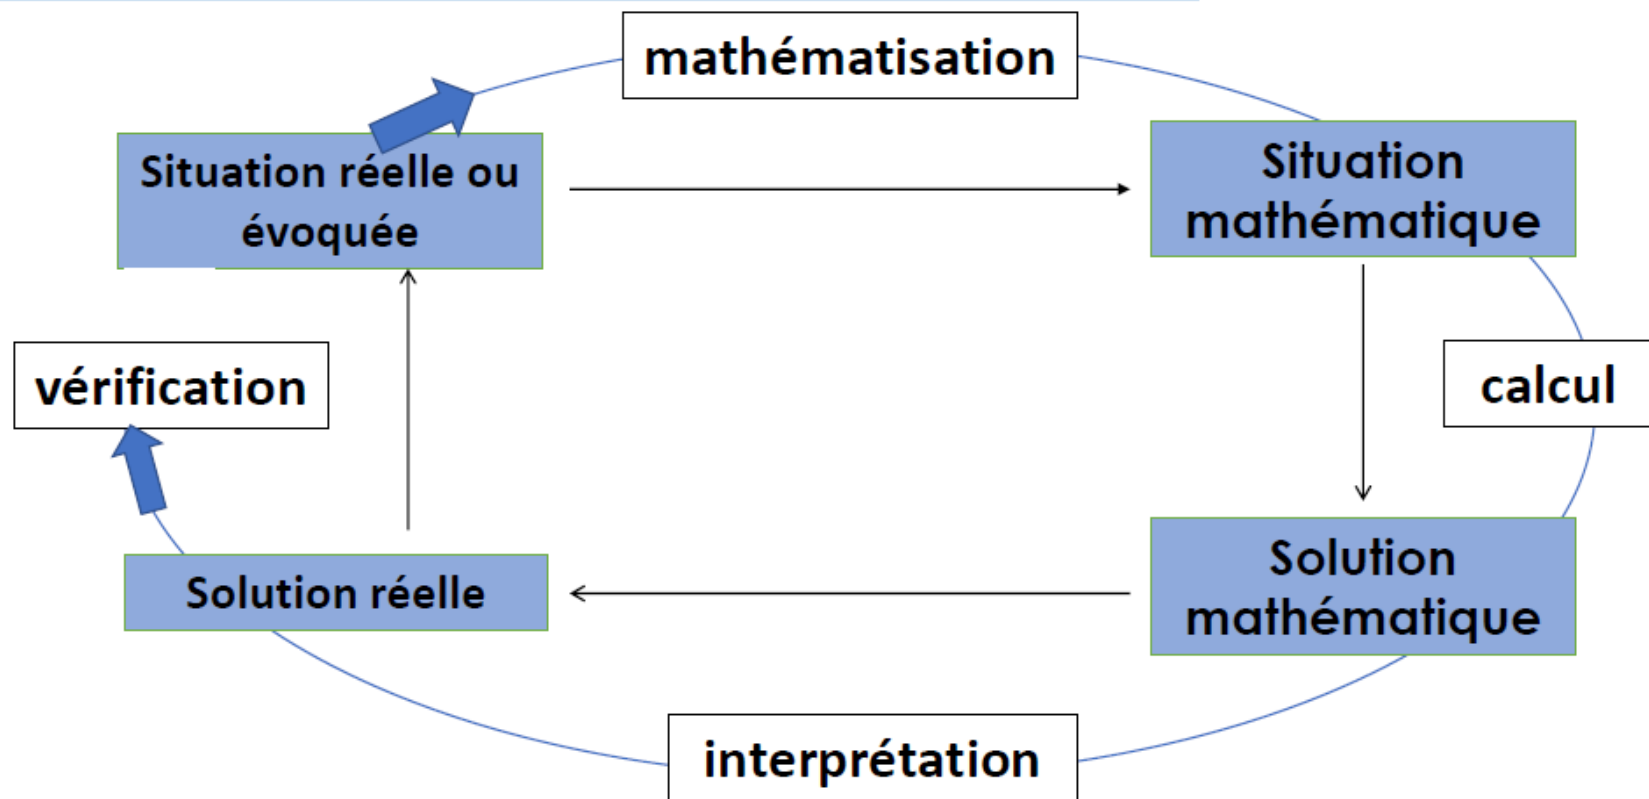 mathématisation
Situation réelle ou
évoquée
Situation
mathématique
vérification
calcul
Solution réelle
Solution
mathématique
interprétation